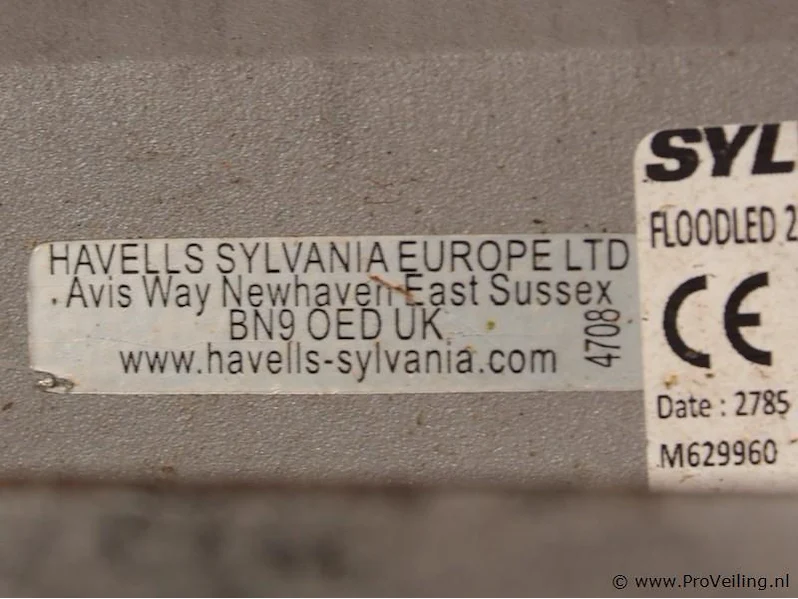 HAVELLS SYLVANIA EUROPE LTD
Avis Way Newhaven East Sussex
BN9 OED UK
www.havells-sylvania.com
4708
SYL
FLOODLED 2
CE
Date : 2785
M629960
© www.ProVeiling.nl